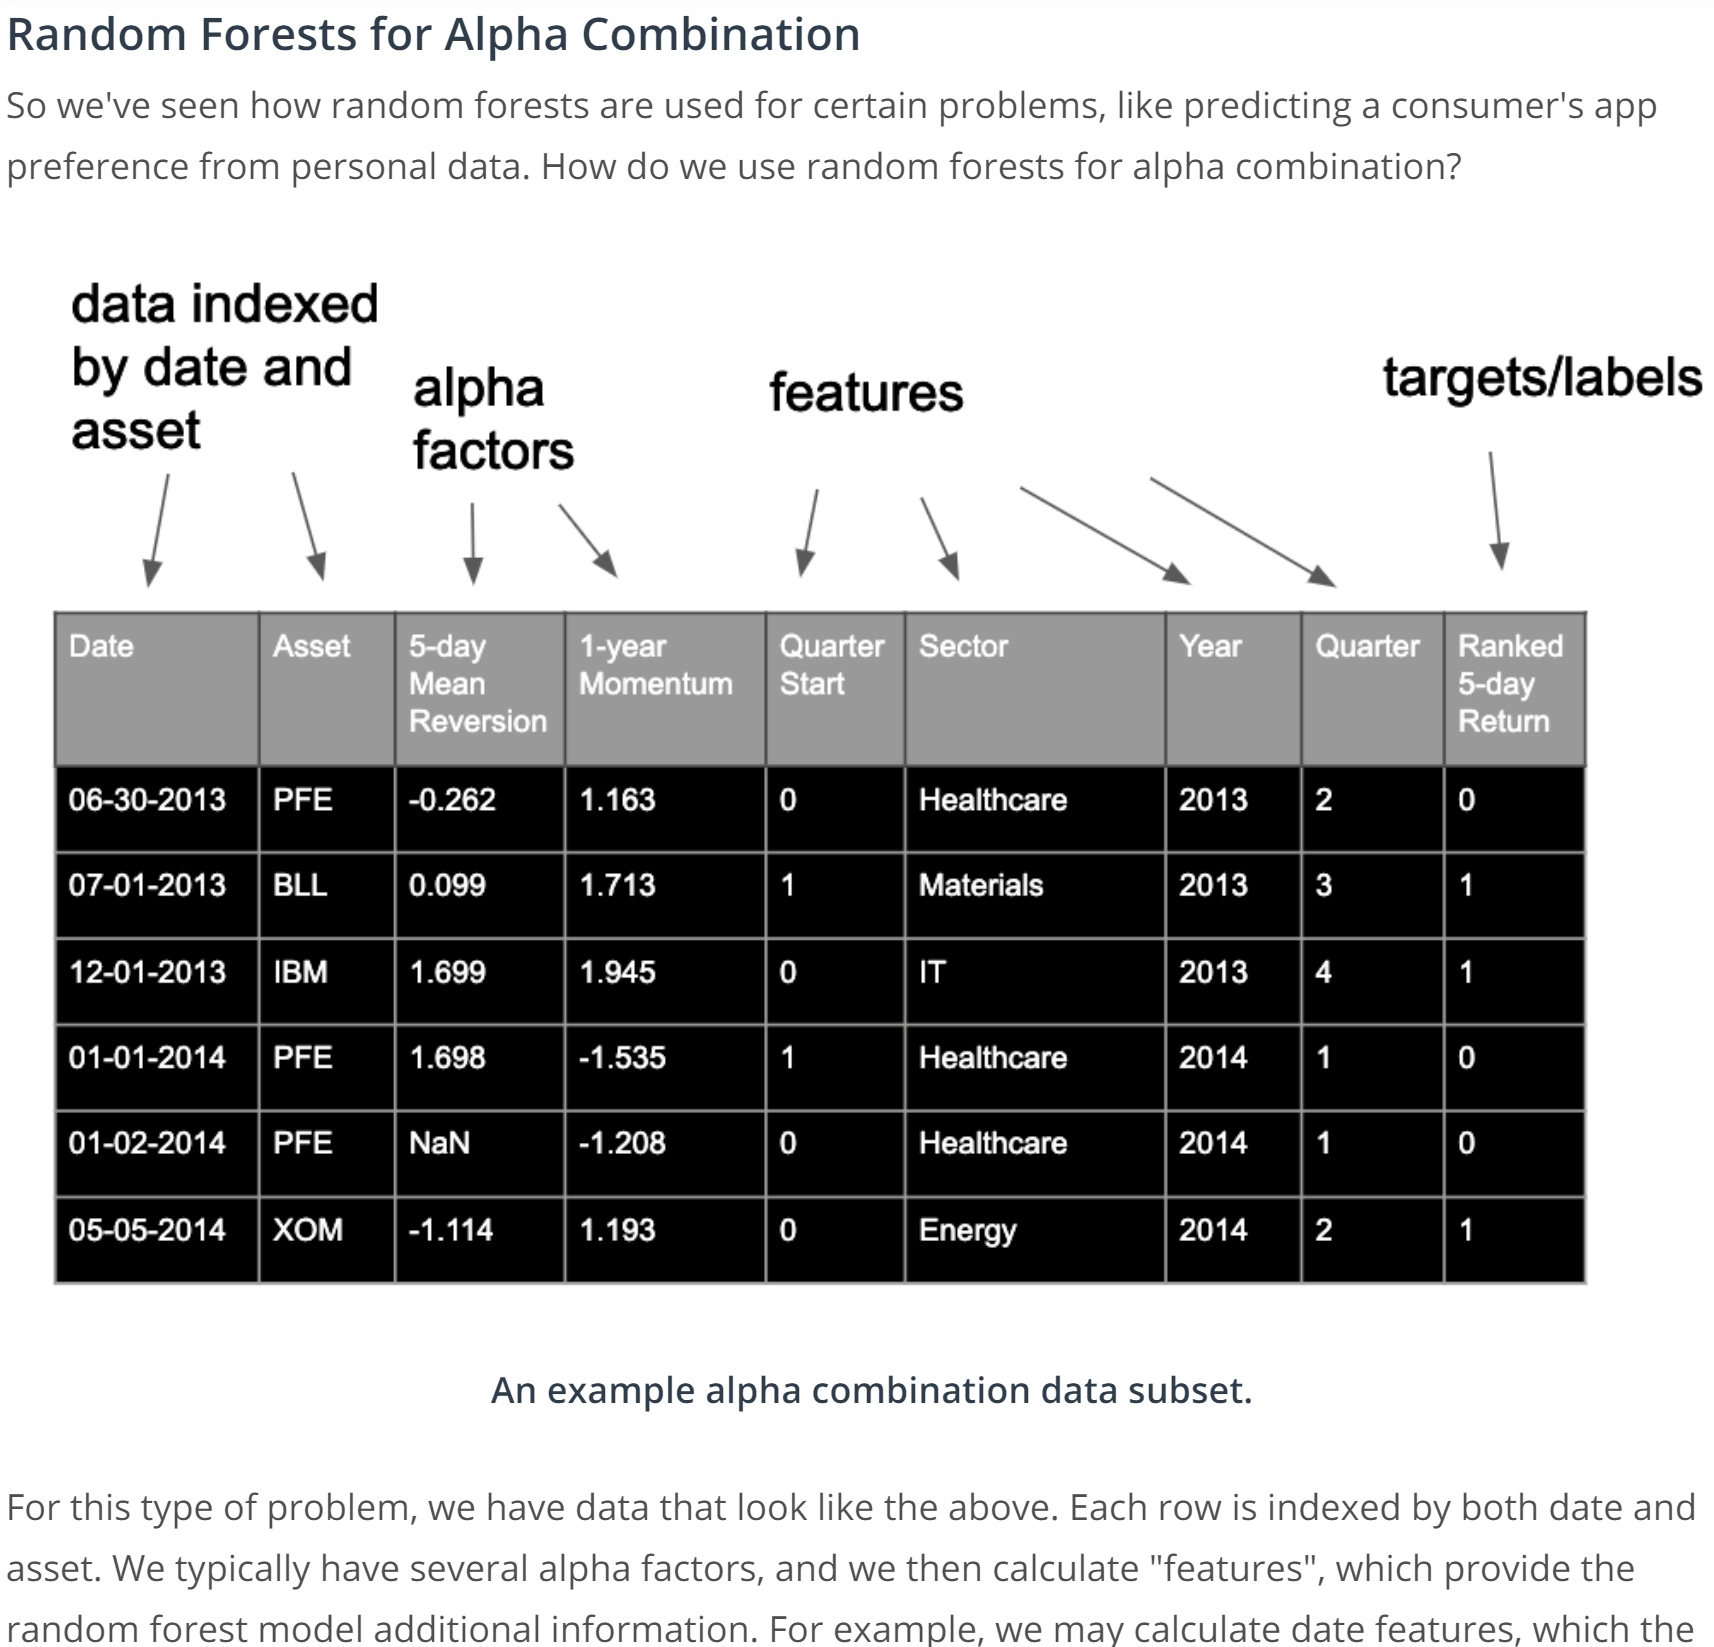 Random Forests for Alpha Combination
So we've seen how random forests are used for certain problems, like predicting a consumer's app
preference from personal data. How do we use random forests for alpha combination?
data indexed
by date and
asset
alpha
factors
features
targets/labels
Date Asset 5-day Mean Reversion 1-year Momentum Quarter Start Sector Year Quarter Ranked 5-day Return
06-30-2013 PFE -0.262 1.163 0 Healthcare 2013 2 0
07-01-2013 BLL 0.099 1.713 1 Materials 2013 3 1
12-01-2013 IBM 1.699 1.945 0 IT 2013 4 1
01-01-2014 PFE 1.698 -1.535 1 Healthcare 2014 1 0
01-02-2014 PFE NaN -1.208 0 Healthcare 2014 1 0
05-05-2014 XOM -1.114 1.193 0 Energy 2014 2 1
An example alpha combination data subset.
For this type of problem, we have data that look like the above. Each row is indexed by both date and
asset. We typically have several alpha factors, and we then calculate "features", which provide the
random forest model additional information. For example, we may calculate date features, which the